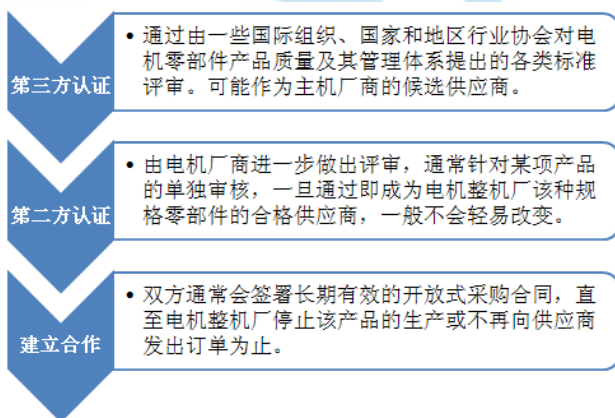 第三方认证
• 通过由一些国际组织、国家和地区行业协会对电
机零部件产品质量及其管理体系提出的各类标准
评审。可能作为主机厂商的候选供应商。
第二方认证
• 由电机厂商进一步做出评审，通常针对某项产品
的单独审核，一旦通过即成为电机整机厂该种规
格零部件的合格供应商，一般不会轻易改变。
建立合作
• 双方通常会签署长期有效的开放式采购合同，直
至电机整机厂停止该产品的生产或不再向供应商
发出订单为止。